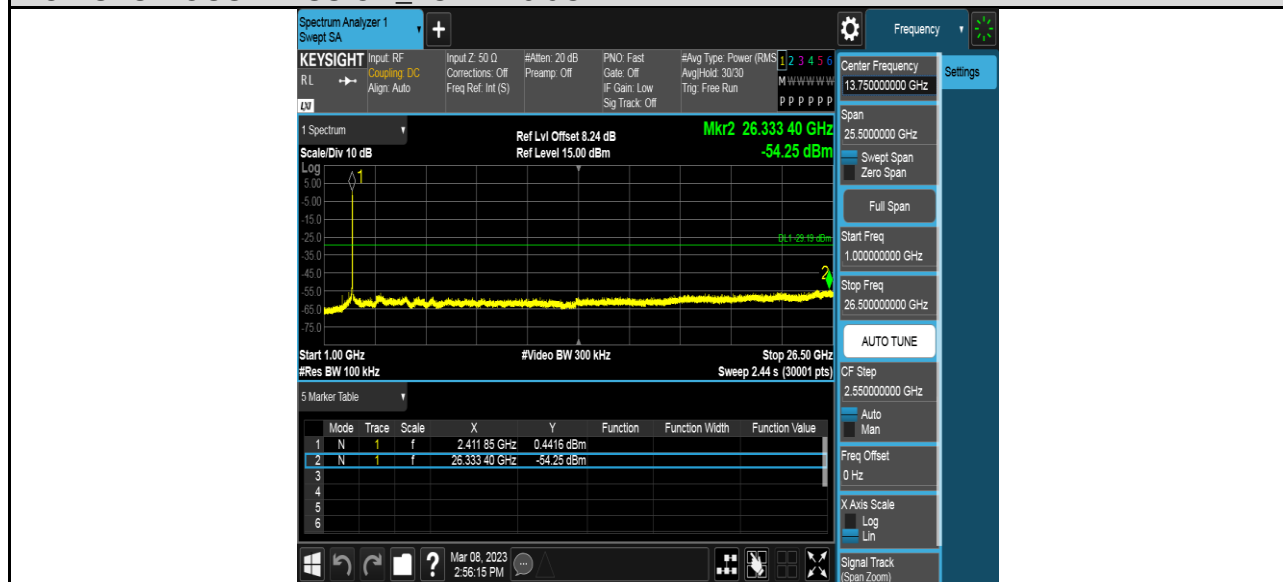 Spectrum Analyzer 1
Swept SA
Frequency
KEYSIGHT
RL
LXI
Input: RF
Coupling: DC
Align: Auto
Input Z: 50 Ω
Corrections: Off
Freq Ref: Int (S)
#Atten: 20 dB
Preamp: Off
PNO: Fast
Gate: Off
IF Gain: Low
Sig Track: Off
#Avg Type: Power (RMS
Avg|Hold: 30/30
Trig: Free Run
1 2 3 4 5 6
M W W W W W
P P P P P P
Center Frequency
13.750000000 GHz
Settings
1 Spectrum
Scale/Div 10 dB
Ref Lvl Offset 8.24 dB
Ref Level 15.00 dBm
Mkr2 26.333 40 GHz
-54.25 dBm
Log
5.00
-5.00
-15.0
-25.0
-35.0
-45.0
-55.0
-65.0
-75.0
1
DL1 -29.19 dBm
2
Start 1.00 GHz
#Res BW 100 kHz
#Video BW 300 kHz
Stop 26.50 GHz
Sweep 2.44 s (30001 pts)
Span
25.5000000 GHz
Swept Span
Zero Span
Full Span
Start Freq
1.000000000 GHz
Stop Freq
26.500000000 GHz
AUTO TUNE
CF Step
2.550000000 GHz
Auto
Man
Freq Offset
0 Hz
X Axis Scale
Log
Lin
Signal Track
(Span Zoom)
5 Marker Table
Mode Trace Scale X Y Function Function Width Function Value
1 N 1 f 2.411 85 GHz 0.4416 dBm
2 N 1 f 26.333 40 GHz -54.25 dBm
3
4
5
6
Mar 08, 2023
2:56:15 PM